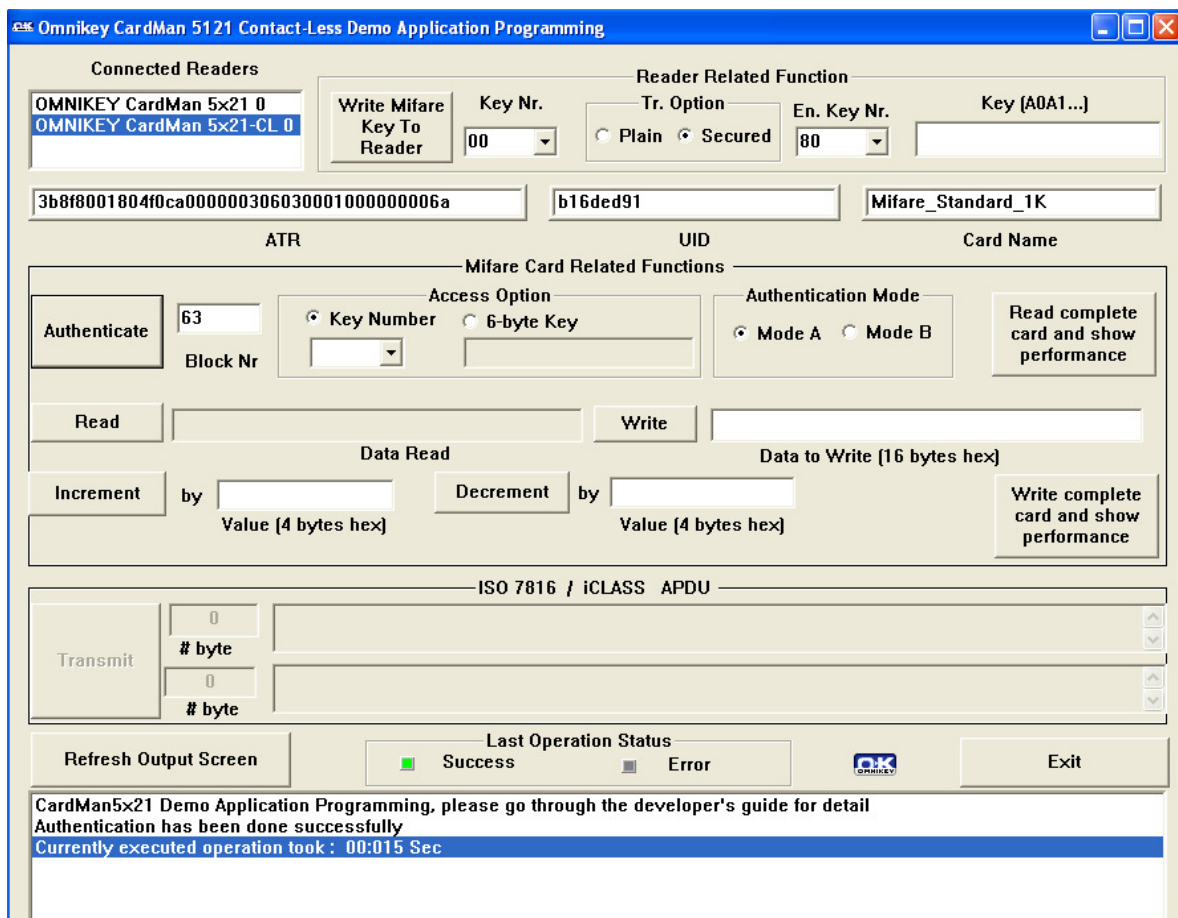 Omnikey CardMan 5121 Contact-Less Demo Application Programming
Connected Readers
OMNIKEY CardMan 5x21 0
OMNIKEY CardMan 5x21-CL 0
Reader Related Function
Write Mifare
Key To
Reader
Key Nr.
00
Tr. Option
Plain Secured
En. Key Nr.
80
Key (A0A1...)
3b8f8001804f0ca000000306030001000000006a
ATR
b16ded91
UID
Mifare_Standard_1K
Card Name
Mifare Card Related Functions
Authenticate
63
Block Nr
Access Option
Key Number 6-byte Key
Authentication Mode
Mode A Mode B
Read complete
card and show
performance
Read
Data Read
Write
Data to Write (16 bytes hex)
Increment by
Value (4 bytes hex)
Decrement by
Value (4 bytes hex)
Write complete
card and show
performance
ISO 7816 / iCLASS APDU
Transmit
0
# byte
0
# byte
Refresh Output Screen
Last Operation Status
Success Error
OK
OMNIKEY
Exit
CardMan5x21 Demo Application Programming, please go through the developer's guide for detail
Authentication has been done successfully
Currently executed operation took : 00:015 Sec